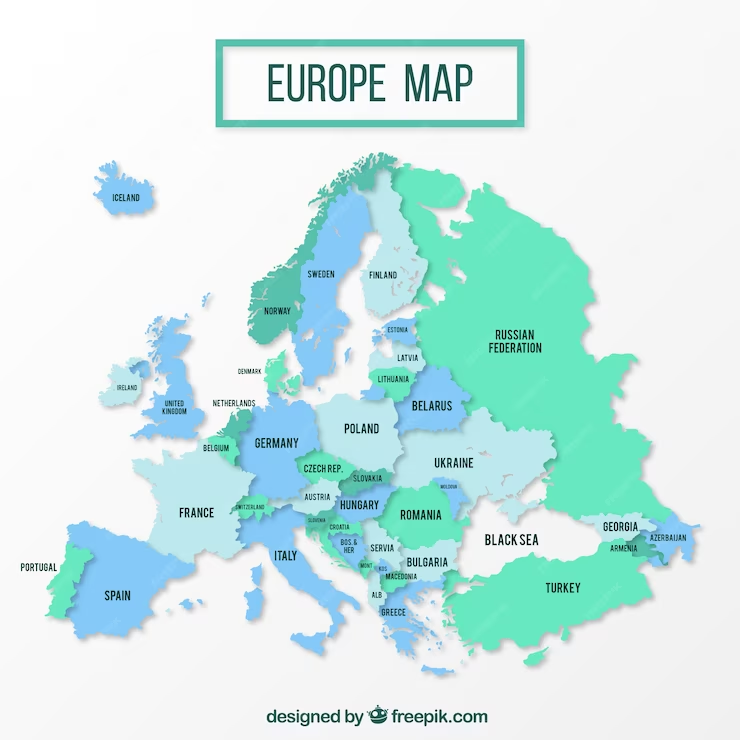 EUROPE MAP
ICELAND
SWEDEN
FINLAND
NORWAY
RUSSIAN
FEDERATION
ESTONIA
LATVIA
DENMARK
LITHUANIA
IRELAND
UNITED
KINGDOM
NETHERLANDS
BELARUS
BELGIUM
GERMANY
POLAND
CZECH REP.
UKRAINE
SLOVAKIA
MOLDOVA
AUSTRIA
FRANCE
SWITZERLAND
HUNGARY
ROMANIA
SLOVENIA
CROATIA
GEORGIA
BLACK SEA
AZERBAIJAN
BOS. &
HER
SERVIA
ARMENIA
ITALY
BULGARIA
PORTUGAL
MONT
KOS
MACEDONIA
SPAIN
ALB
TURKEY
GREECE
designed by freepik.com